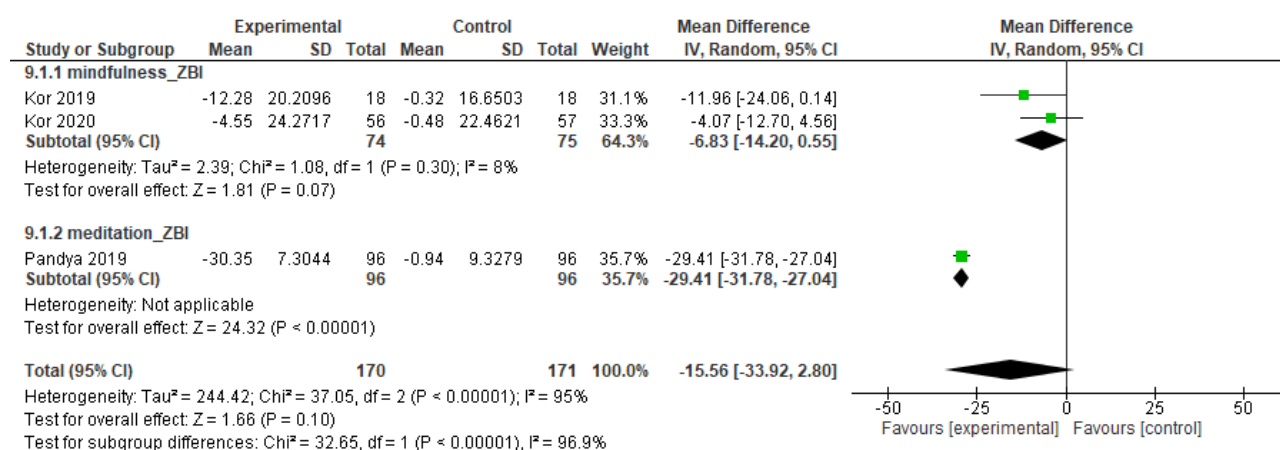 Experimental Control Mean Difference Mean Difference
Study or Subgroup Mean SD Total Mean SD Total Weight IV, Random, 95% CI IV, Random, 95% CI
9.1.1 mindfulness_ZBI
Kor 2019 -12.28 20.2096 18 -0.32 16.6503 18 31.1% -11.96 [-24.06, 0.14]
Kor 2020 -4.55 24.2717 56 -0.48 22.4621 57 33.3% -4.07 [-12.70, 4.56]
Subtotal (95% CI) 74 75 64.3% -6.83 [-14.20, 0.55]
Heterogeneity: Tau² = 2.39; Chi² = 1.08, df = 1 (P = 0.30); I² = 8%
Test for overall effect: Z = 1.81 (P = 0.07)
9.1.2 meditation_ZBI
Pandya 2019 -30.35 7.3044 96 -0.94 9.3279 96 35.7% -29.41 [-31.78, -27.04]
Subtotal (95% CI) 96 96 35.7% -29.41 [-31.78, -27.04]
Heterogeneity: Not applicable
Test for overall effect: Z = 24.32 (P < 0.00001)
Total (95% CI) 170 171 100.0% -15.56 [-33.92, 2.80]
Heterogeneity: Tau² = 244.42; Chi² = 37.05, df = 2 (P < 0.00001); I² = 95%
Test for overall effect: Z = 1.66 (P = 0.10)
Test for subgroup differences: Chi² = 32.65, df = 1 (P < 0.00001), I² = 96.9%
-50 -25 0 25 50
Favours [experimental] Favours [control]